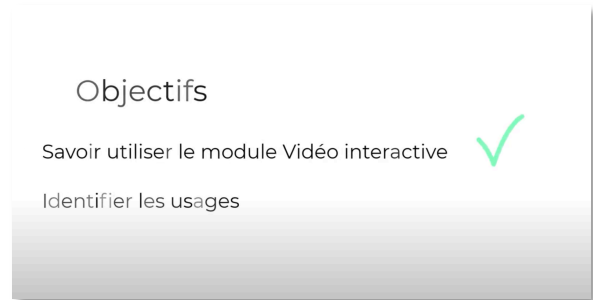 Objectifs
Savoir utiliser le module Vidéo interactive
Identifier les usages